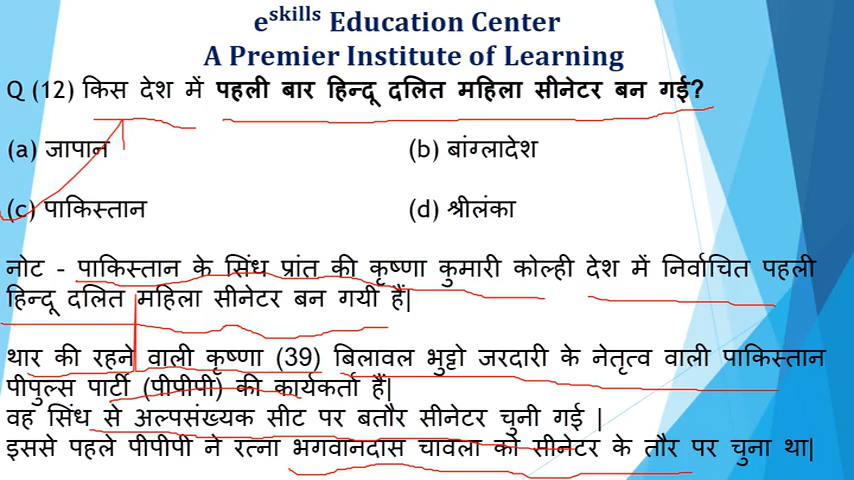 eskills Education Center
A Premier Institute of Learning
Q (12) किस देश में पहली बार हिन्दू दलित महिला सीनेटर बन गई?
(a) जापान (b) बांग्लादेश
(c) पाकिस्तान (d) श्रीलंका
नोट - पाकिस्तान के सिंध प्रांत की कृष्णा कुमारी कोल्ही देश में निर्वाचित पहली
हिन्दू दलित महिला सीनेटर बन गयी हैं|
थार की रहने वाली कृष्णा (39) बिलावल भुट्टो जरदारी के नेतृत्व वाली पाकिस्तान
पीपुल्स पार्टी (पीपीपी) की कार्यकर्ता हैं|
वह सिंध से अल्पसंख्यक सीट पर बतौर सीनेटर चुनी गई |
इससे पहले पीपीपी ने रत्ना भगवानदास चावला को सीनेटर के तौर पर चुना था|